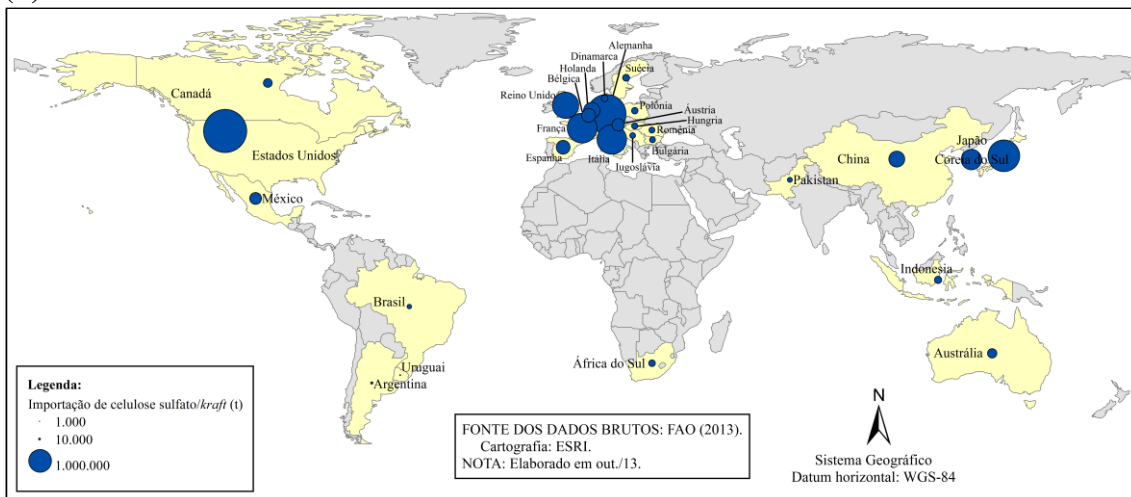 Alemanha
Dinamarca
Holanda
Suécia
Bélgica
Canadá
Reino Unido
Polônia
Áustria
Hungria
França
Romênia
Japão
Estados Unidos
Espanha
Itália
Bulgária
China
Coreia do Sul
Iugoslávia
México
Pakistan
Indonésia
Brasil
Uruguai
África do Sul
Austrália
Argentina
Legenda:
Importação de celulose sulfato/kraft (t)
1.000
10.000
1.000.000
FONTE DOS DADOS BRUTOS: FAO (2013).
Cartografia: ESRI.
NOTA: Elaborado em out./13.
N
Sistema Geográfico
Datum horizontal: WGS-84